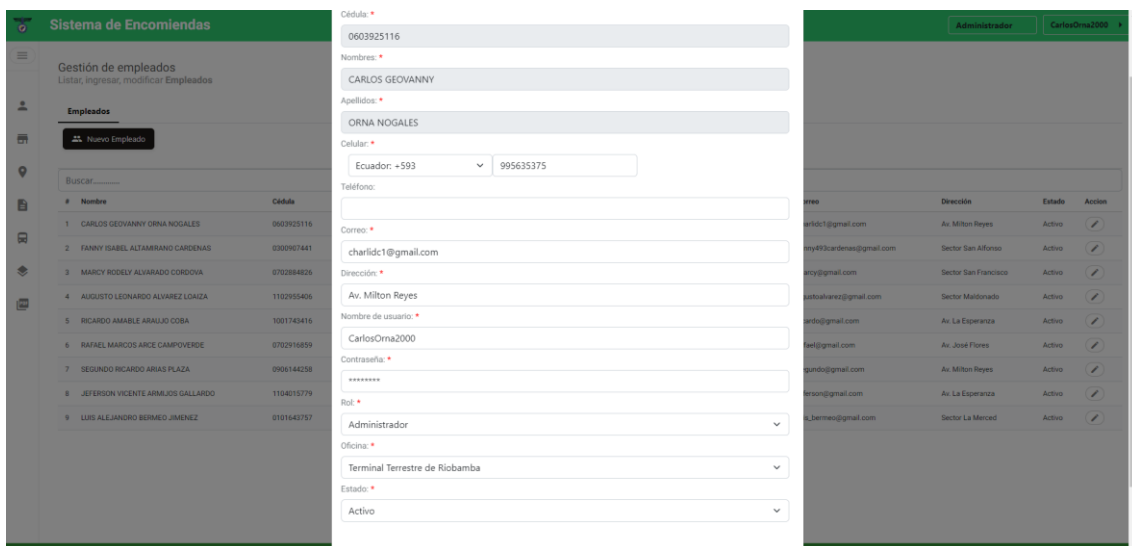 Sistema de Encomiendas
Administrador
CarlosOrna2000
Gestión de empleados
Listar, ingresar, modificar Empleados
Empleados
Nuevo Empleado
Buscar............
# Nombre Cédula
1 CARLOS GEOVANNY ORNA NOGALES 0603925116
2 FANNY ISABEL ALTAMIRANO CARDENAS 0300907441
3 MARCY RODELY ALVARADO CORDOVA 0702884826
4 AUGUSTO LEONARDO ALVAREZ LOAIZA 1102955406
5 RICARDO AMABLE ARAUJO COBA 1001743416
6 RAFAEL MARCOS ARCE CAMPOVERDE 0702916859
7 SEGUNDO RICARDO ARIAS PLAZA 0906144258
8 JEFERSON VICENTE ARMIJOS GALLARDO 1104015779
9 LUIS ALEJANDRO BERMEO JIMENEZ 0101643757
Cédula: *
0603925116
Nombres: *
CARLOS GEOVANNY
Apellidos: *
ORNA NOGALES
Celular: *
Ecuador: +593 995635375
Teléfono:
Correo: *
charlidc1@gmail.com
Dirección: *
Av. Milton Reyes
Nombre de usuario: *
CarlosOrna2000
Contraseña: *
********
Rol: *
Administrador
Oficina: *
Terminal Terrestre de Riobamba
Estado: *
Activo
Dirección Estado Accion
Av. Milton Reyes Activo
Sector San Alfonso Activo
Sector San Francisco Activo
Sector Maldonado Activo
Av. La Esperanza Activo
Av. José Flores Activo
Av. Milton Reyes Activo
Av. La Esperanza Activo
Sector La Merced Activo